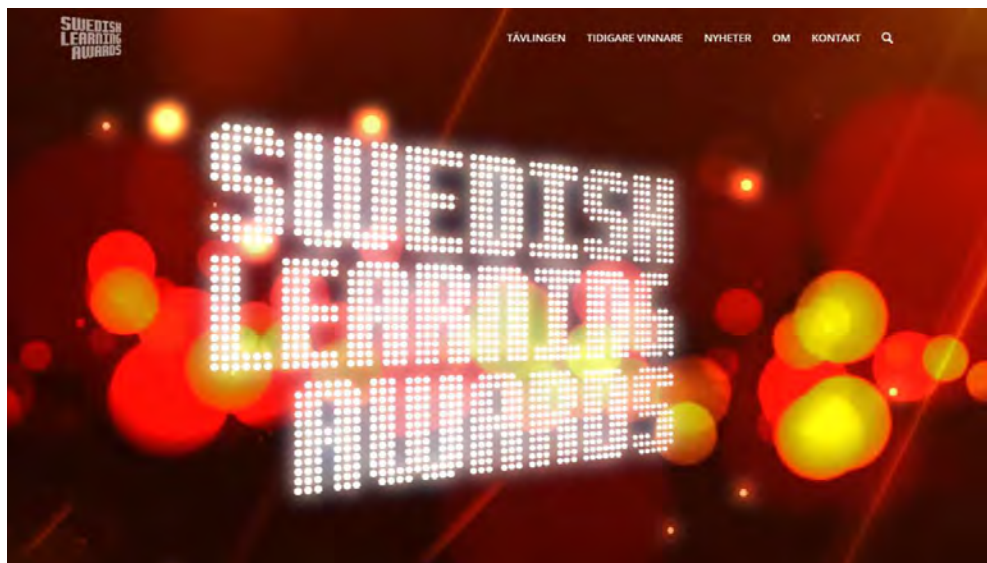 SWEDISH
LEARNING
AWARDS
TÄVLINGEN TIDIGARE VINNARE NYHETER OM KONTAKT
SWEDISH
LEARNING
AWARDS